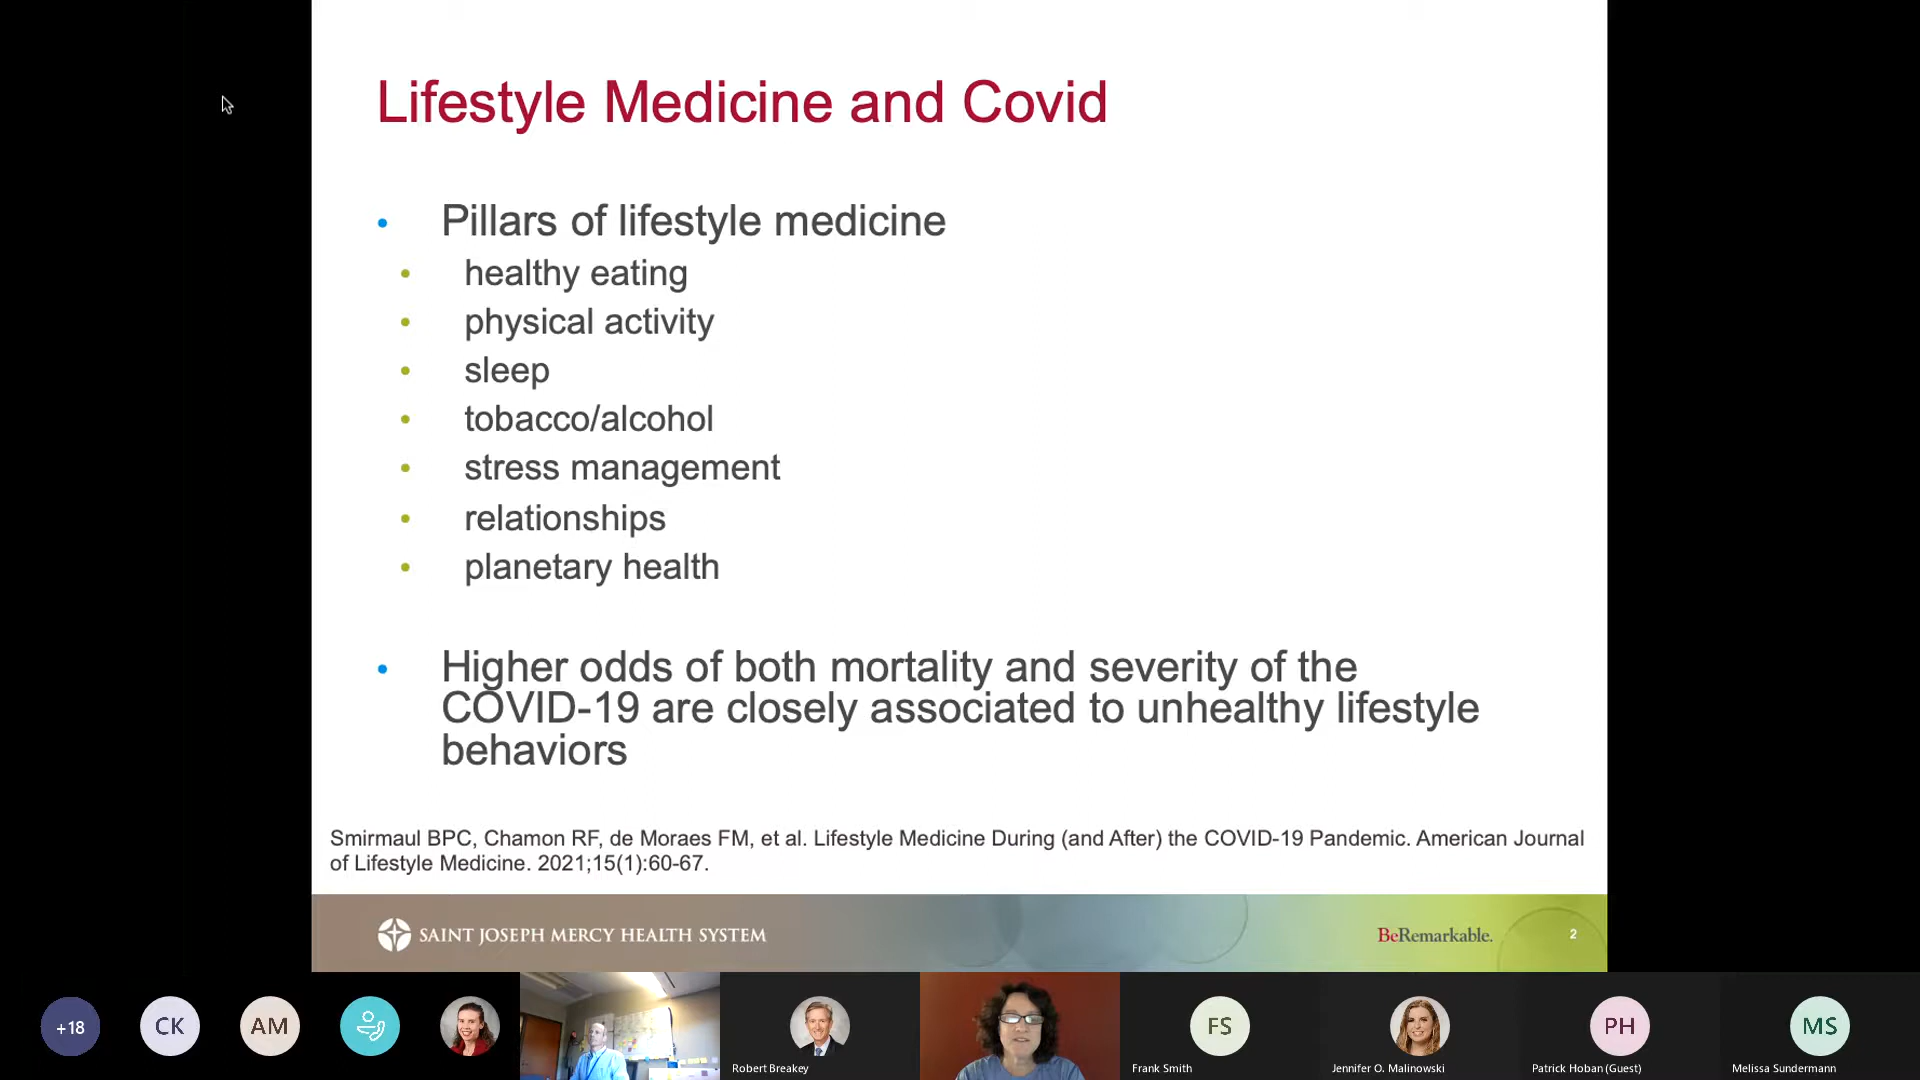 Lifestyle Medicine and Covid
• Pillars of lifestyle medicine
• healthy eating
• physical activity
• sleep
• tobacco/alcohol
• stress management
• relationships
• planetary health
• Higher odds of both mortality and severity of the
COVID-19 are closely associated to unhealthy lifestyle
behaviors
Smirmaul BPC, Chamon RF, de Moraes FM, et al. Lifestyle Medicine During (and After) the COVID-19 Pandemic. American Journal
of Lifestyle Medicine. 2021;15(1):60-67.
SAINT JOSEPH MERCY HEALTH SYSTEM
BeRemarkable.
2
+18
CK
AM
Robert Breakey
FS
Frank Smith
Jennifer O. Malinowski
PH
Patrick Hoban (Guest)
MS
Melissa Sundermann